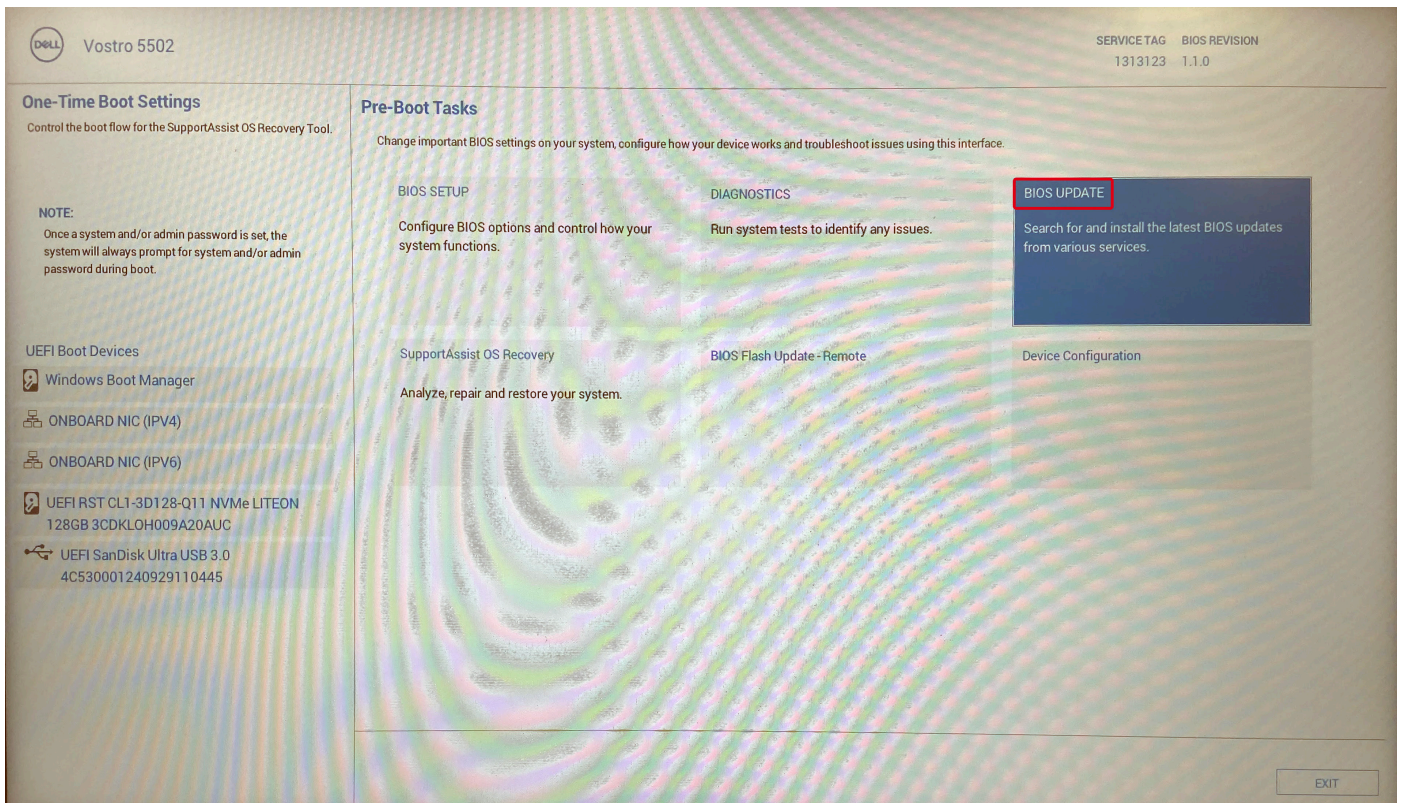 DELL
Vostro 5502
SERVICE TAG
BIOS REVISION
1313123
1.1.0
One-Time Boot Settings
Control the boot flow for the SupportAssist OS Recovery Tool.
NOTE:
Once a system and/or admin password is set, the
system will always prompt for system and/or admin
password during boot.
UEFI Boot Devices
Windows Boot Manager
ONBOARD NIC (IPV4)
ONBOARD NIC (IPV6)
UEFI RST CL1-3D128-Q11 NVMe LITEON
128GB 3CDKLOH009A20AUC
UEFI SanDisk Ultra USB 3.0
4C530001240929110445
Pre-Boot Tasks
Change important BIOS settings on your system, configure how your device works and troubleshoot issues using this interface.
BIOS SETUP
Configure BIOS options and control how your
system functions.
DIAGNOSTICS
Run system tests to identify any issues.
BIOS UPDATE
Search for and install the latest BIOS updates
from various services.
SupportAssist OS Recovery
Analyze, repair and restore your system.
BIOS Flash Update - Remote
Device Configuration
EXIT